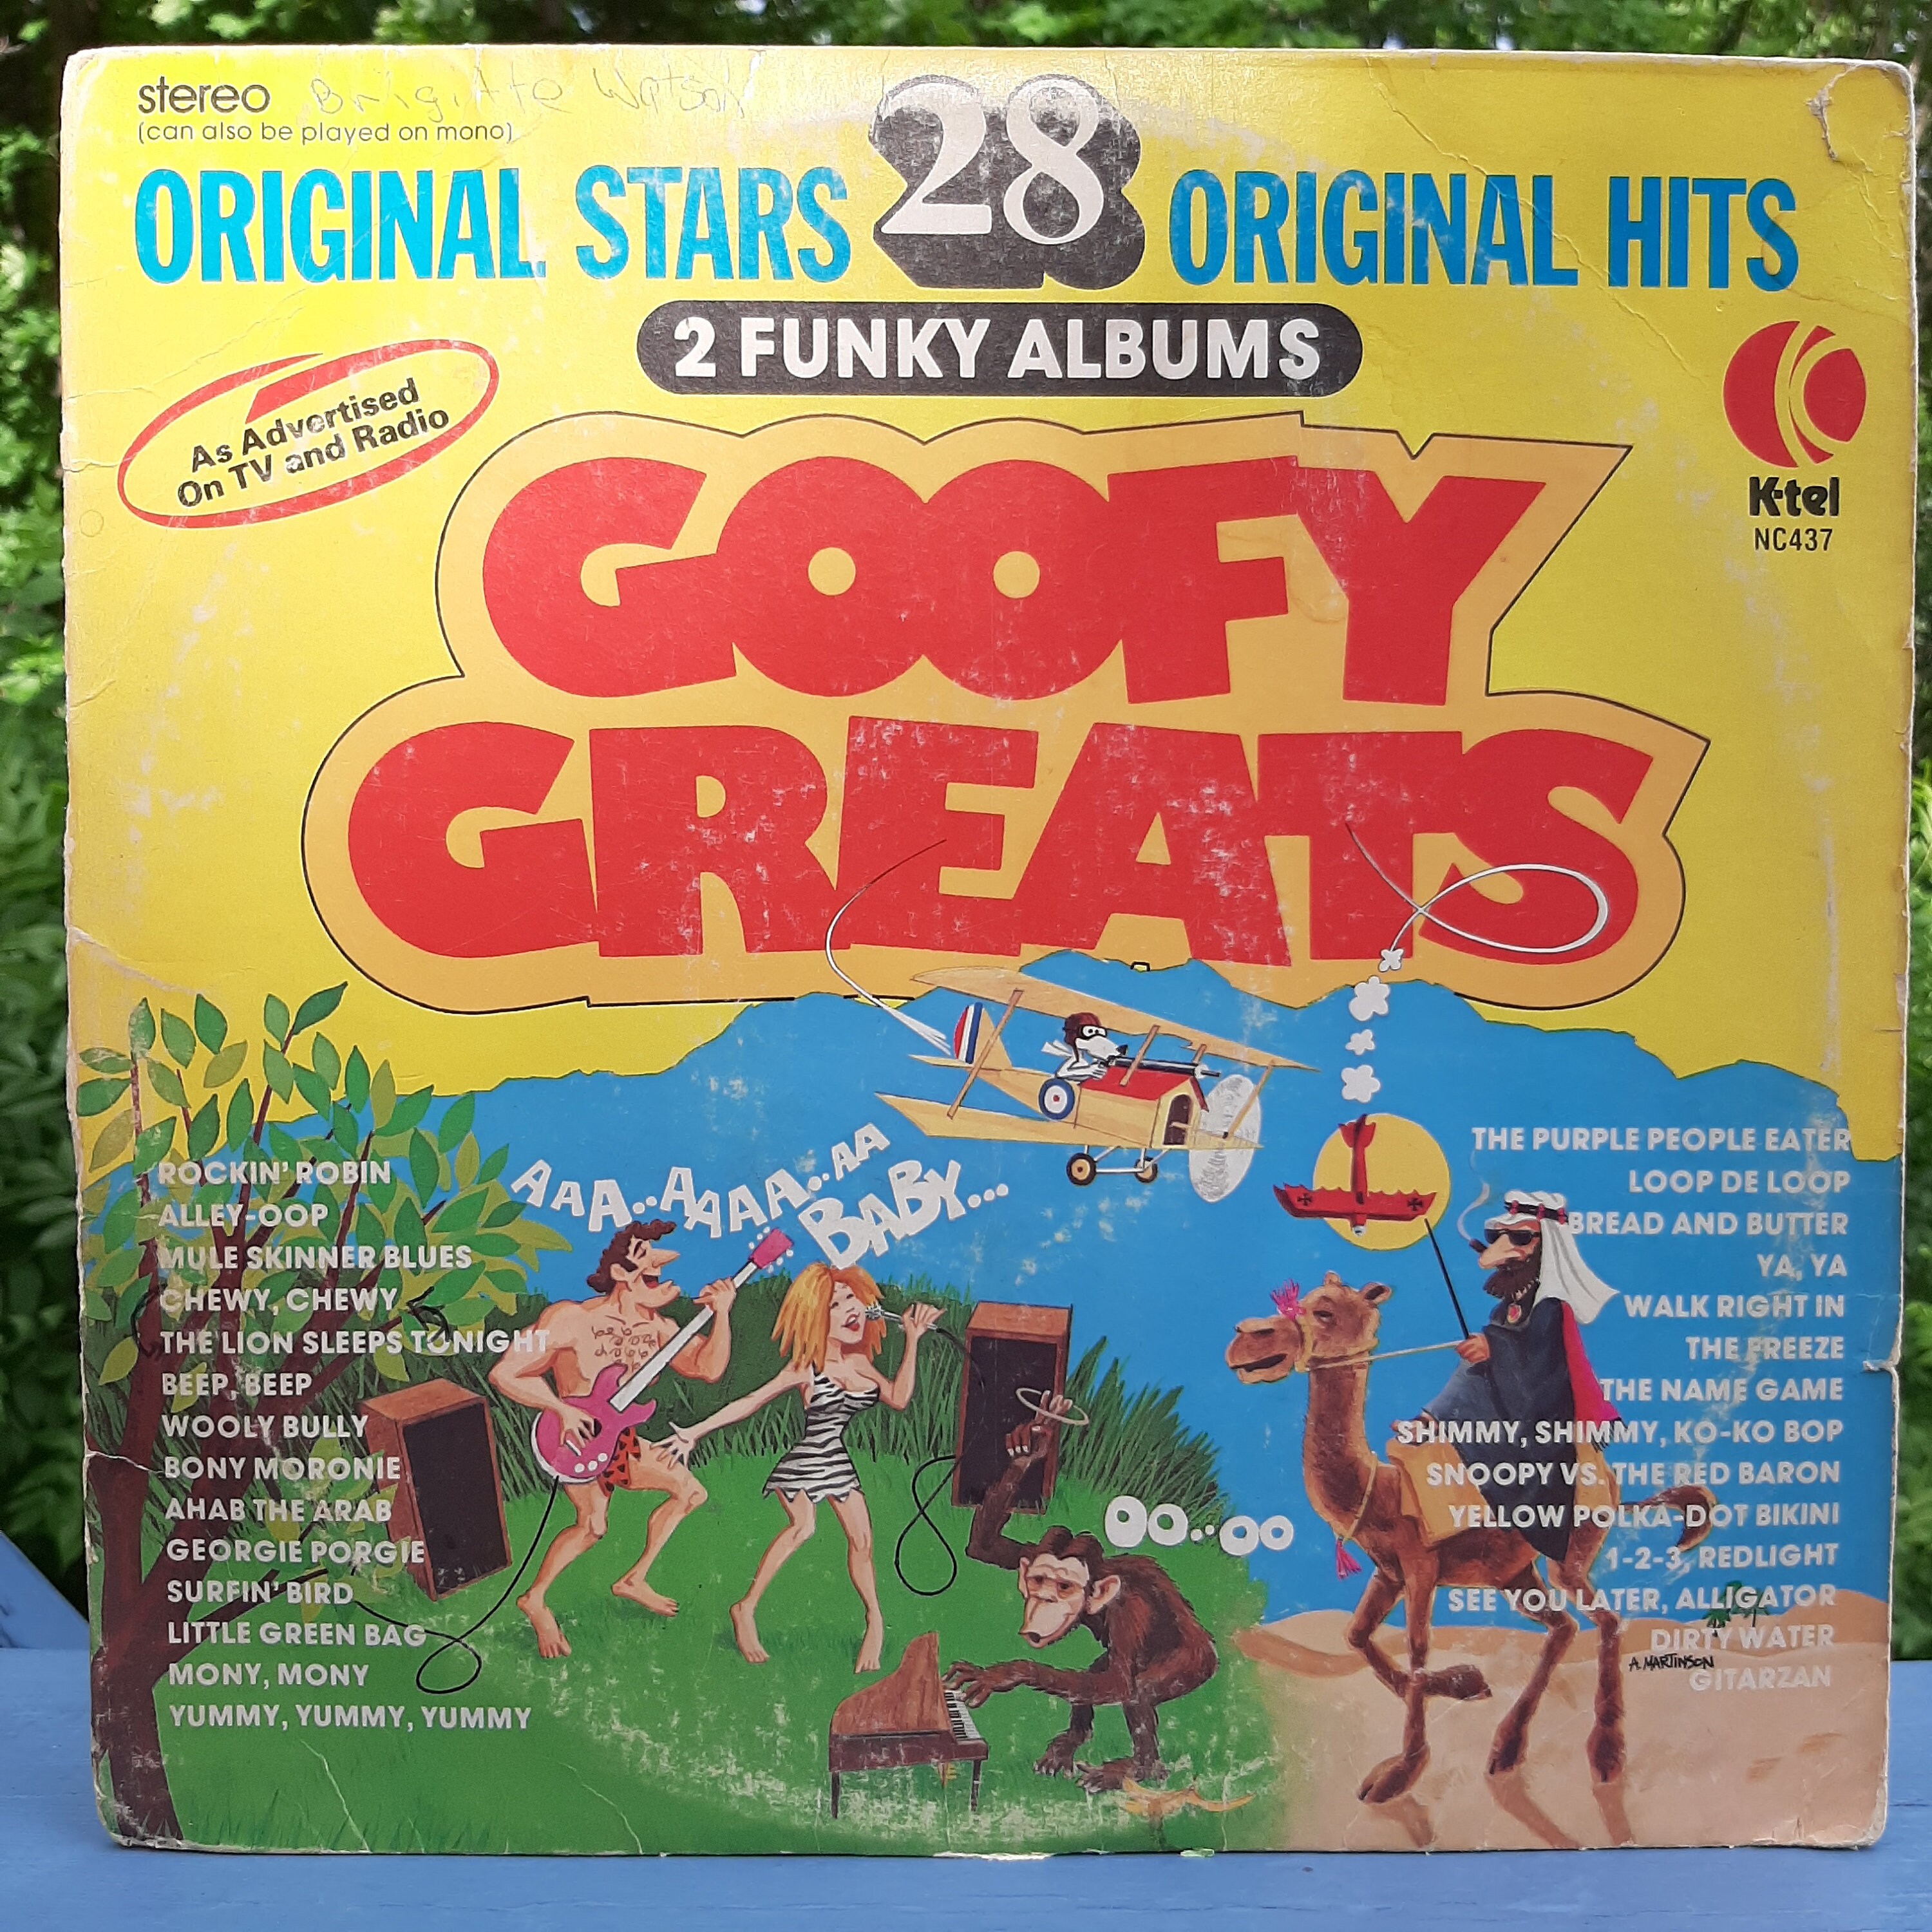 stereo Brigitte Watson
(can also be played on mono)
ORIGINAL STARS 28 ORIGINAL HITS
2 FUNKY ALBUMS
As Advertised
On TV and Radio
K-tel
NC437
GOOFY
GREATS
AAA..AAAAA..AA
BABY...
OO..OO
ROCKIN' ROBIN
ALLEY-OOP
MULE SKINNER BLUES
CHEWY, CHEWY
THE LION SLEEPS TONIGHT
BEEP, BEEP
WOOLY BULLY
BONY MORONIE
AHAB THE ARAB
GEORGIE PORGIE
SURFIN' BIRD
LITTLE GREEN BAG
MONY, MONY
YUMMY, YUMMY, YUMMY
THE PURPLE PEOPLE EATER
LOOP DE LOOP
BREAD AND BUTTER
YA, YA
WALK RIGHT IN
THE FREEZE
THE NAME GAME
SHIMMY, SHIMMY, KO-KO BOP
SNOOPY VS. THE RED BARON
YELLOW POLKA-DOT BIKINI
1-2-3, REDLIGHT
SEE YOU LATER, ALLIGATOR
DIRTY WATER
GITARZAN
A. MARTINSON